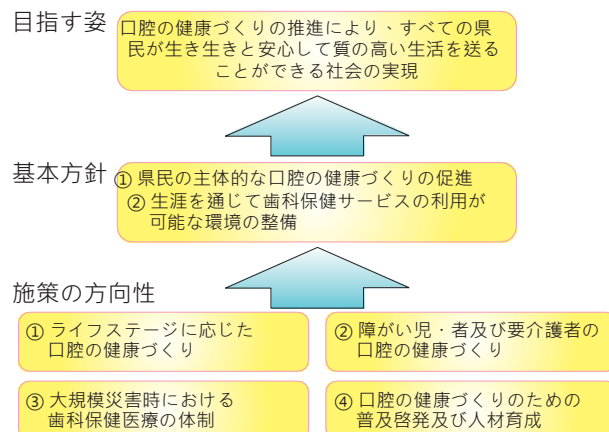 目指す姿
口腔の健康づくりの推進により、すべての県
民が生き生きと安心して質の高い生活を送る
ことができる社会の実現
基本方針
① 県民の主体的な口腔の健康づくりの促進
② 生涯を通じて歯科保健サービスの利用が
可能な環境の整備
施策の方向性
① ライフステージに応じた
口腔の健康づくり
② 障がい児・者及び要介護者の
口腔の健康づくり
③ 大規模災害時における
歯科保健医療の体制
④ 口腔の健康づくりのための
普及啓発及び人材育成